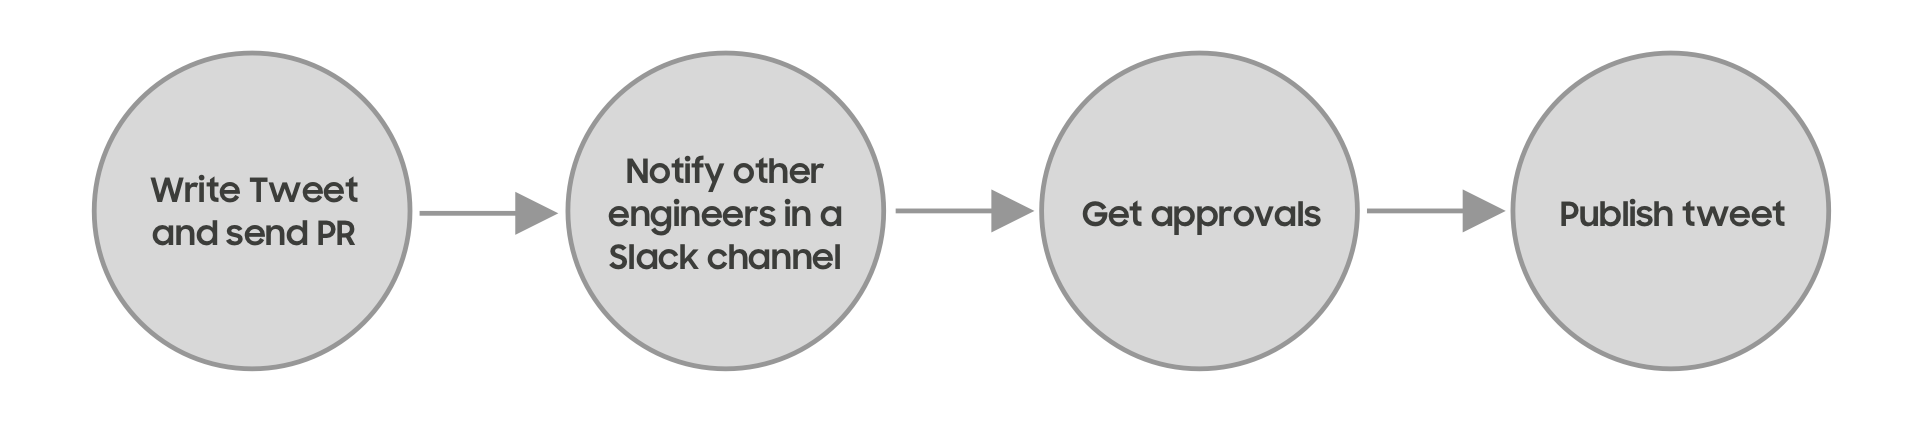 Write Tweet
and send PR
Notify other
engineers in a
Slack channel
Get approvals
Publish tweet